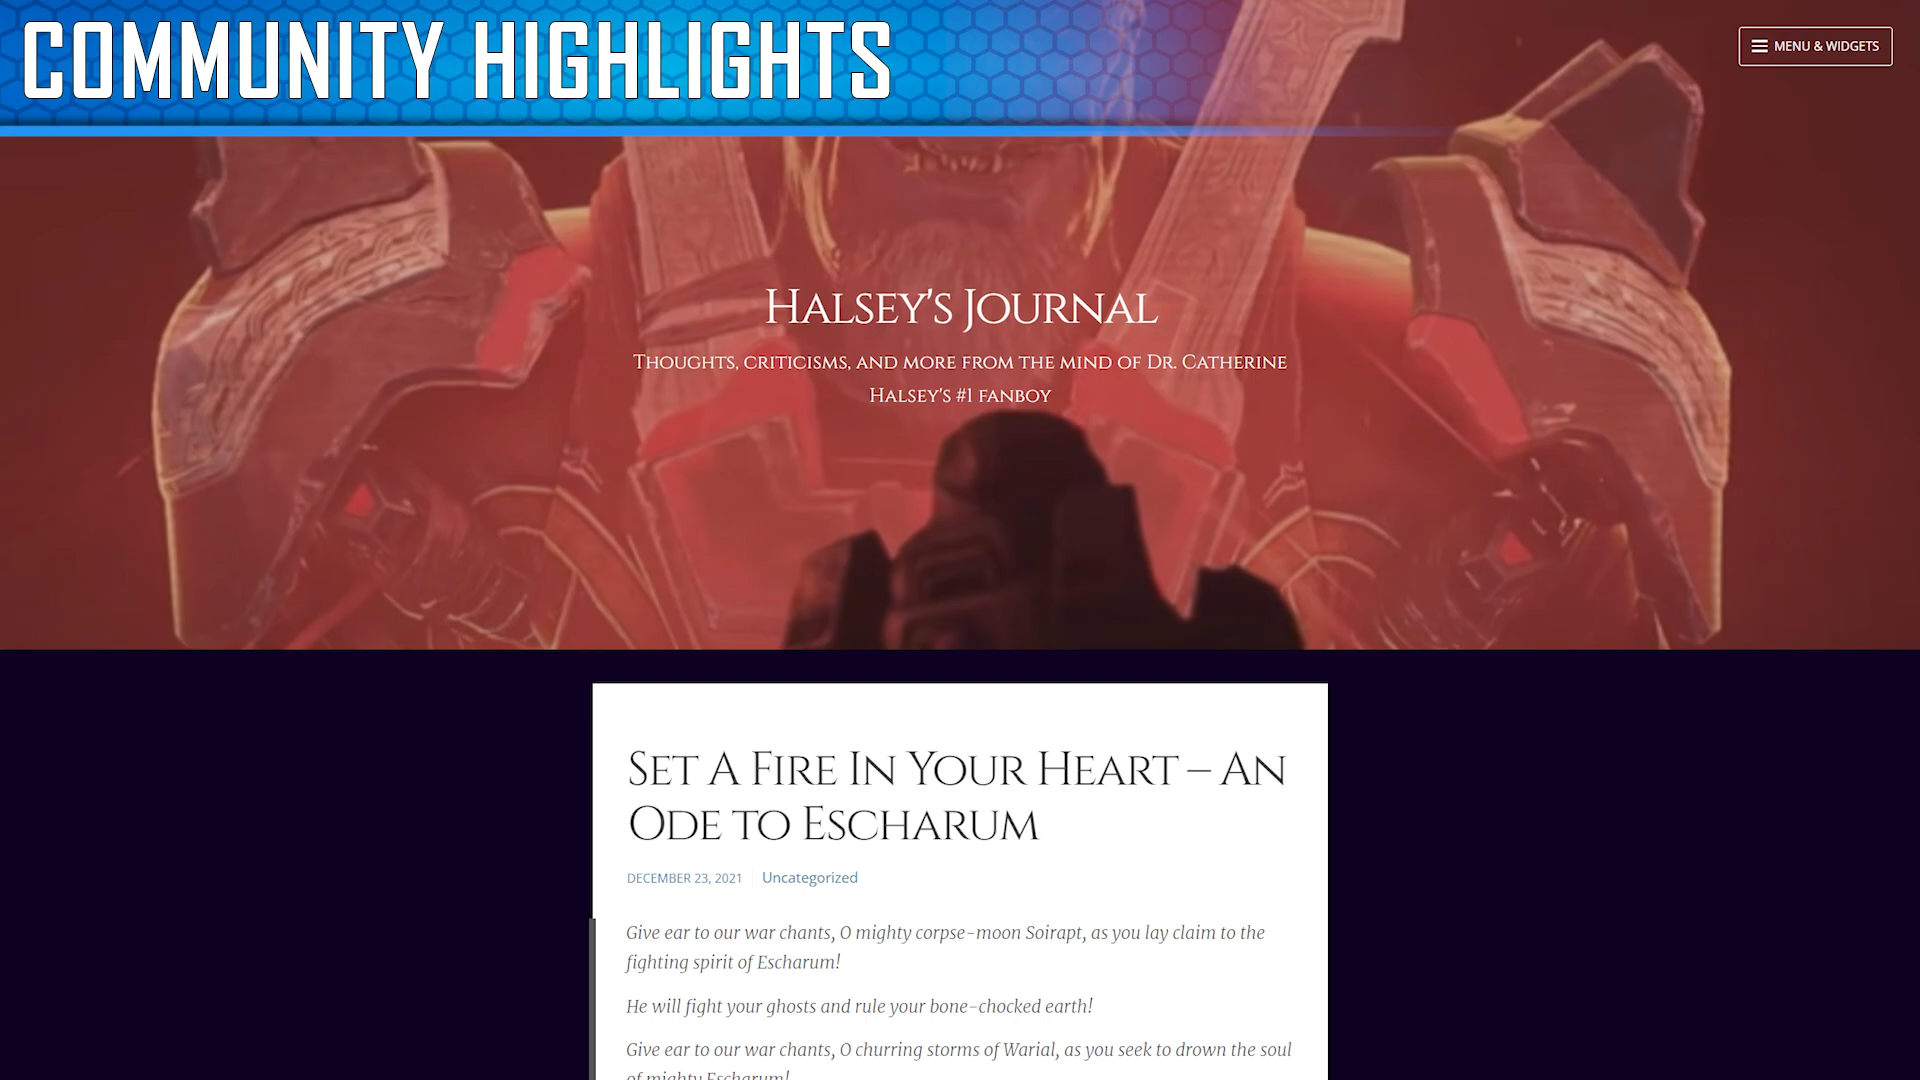 COMMUNITY HIGHLIGHTS
MENU & WIDGETS
Halsey's Journal
Thoughts, criticisms, and more from the mind of Dr. Catherine
Halsey's #1 fanboy
Set A Fire In Your Heart – An
Ode to Escharum
DECEMBER 23, 2021
Uncategorized
Give ear to our war chants, O mighty corpse-moon Soirapt, as you lay claim to the
fighting spirit of Escharum!
He will fight your ghosts and rule your bone-chocked earth!
Give ear to our war chants, O churring storms of Warial, as you seek to drown the soul
of mighty Escharum!